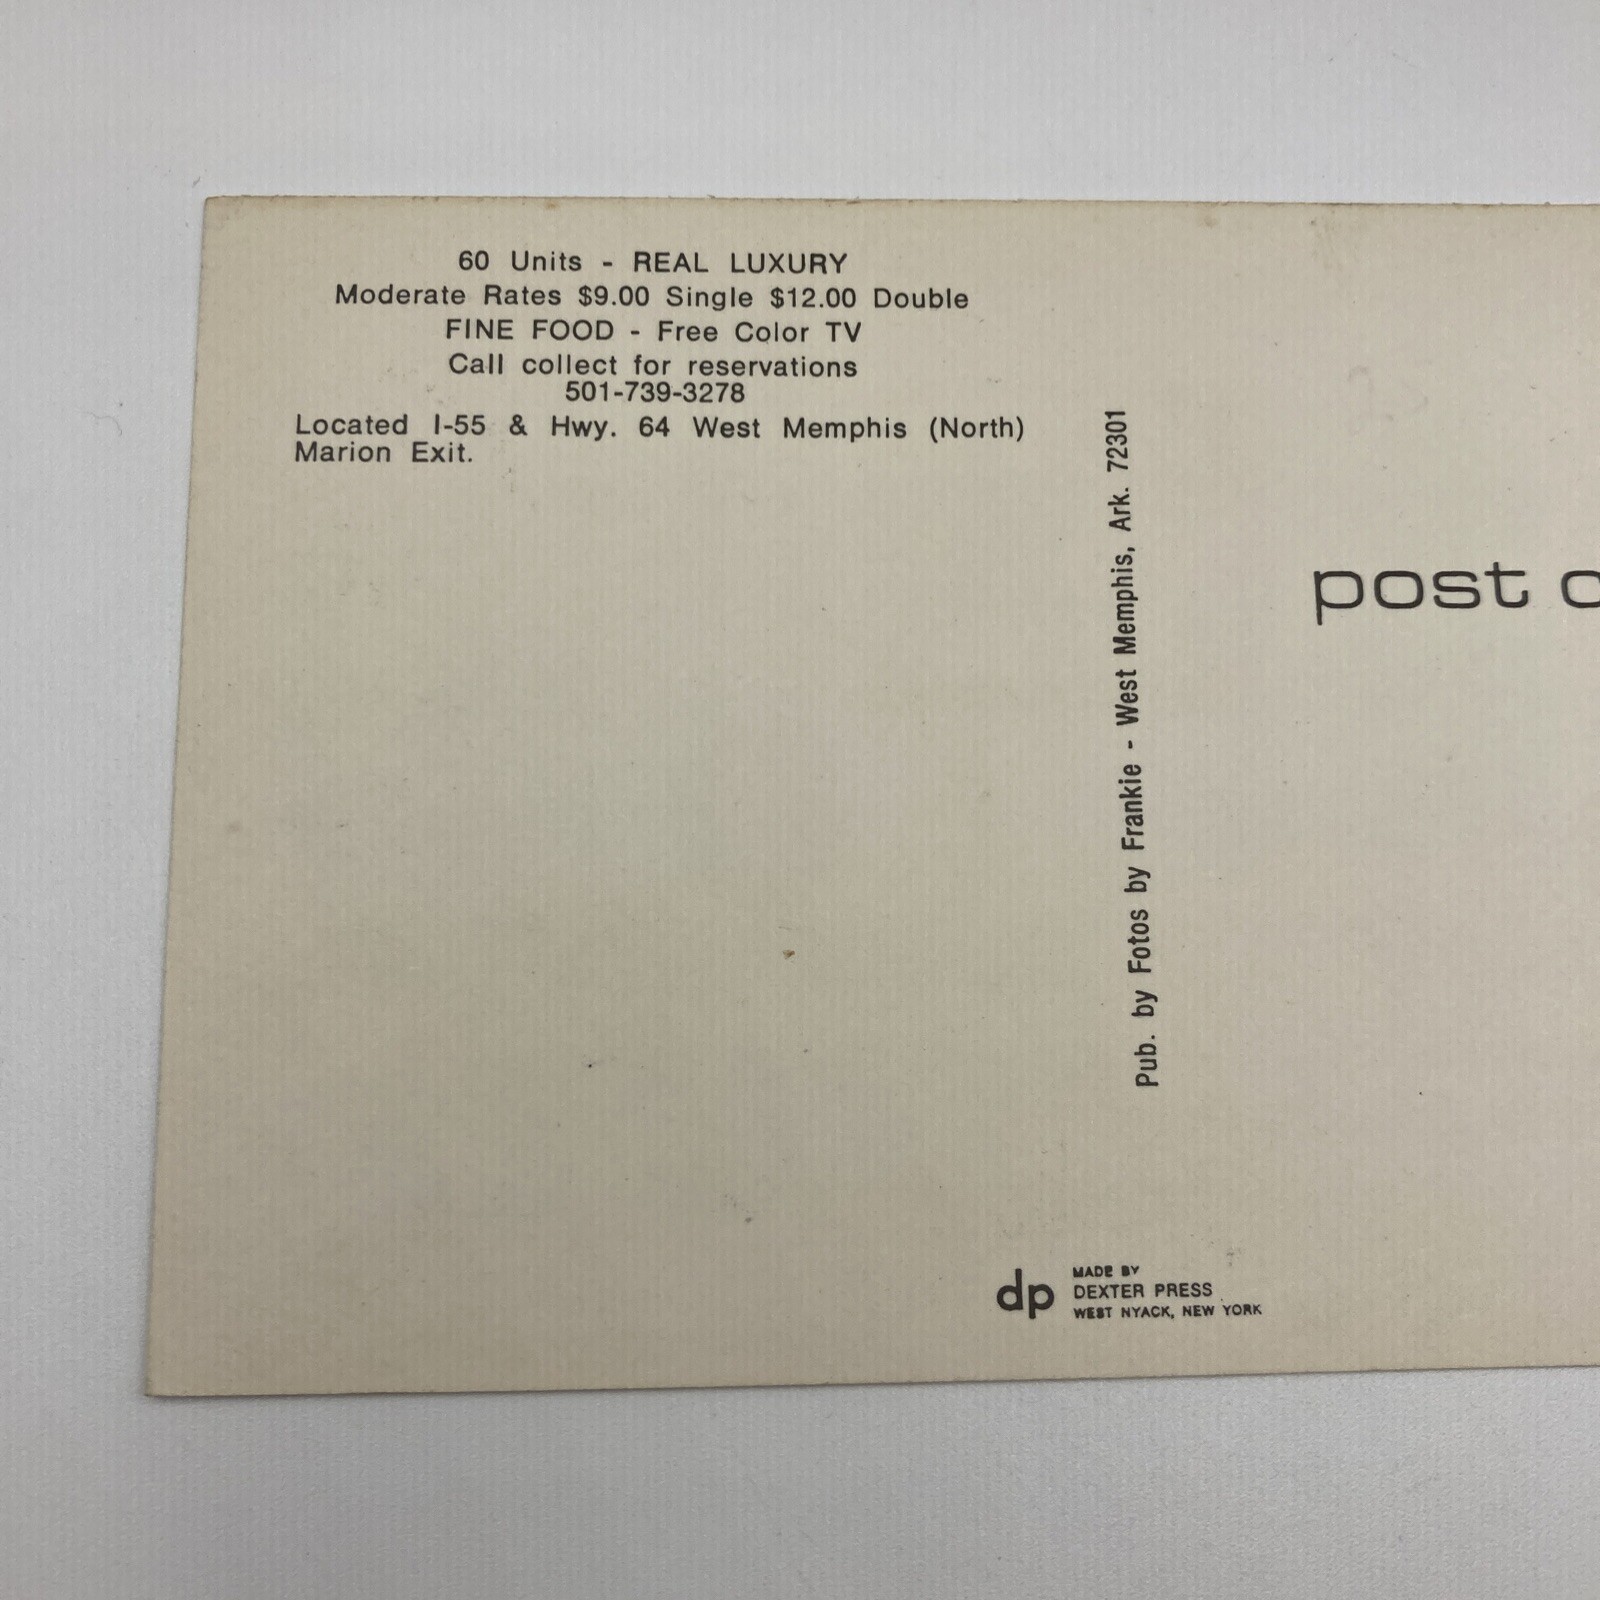 60 Units - REAL LUXURY
Moderate Rates $9.00 Single $12.00 Double
FINE FOOD - Free Color TV
Call collect for reservations
501-739-3278
Located I-55 & Hwy. 64 West Memphis (North)
Marion Exit.
Pub. by Fotos by Frankie - West Memphis, Ark. 72301
post c
dp
MADE BY
DEXTER PRESS
WEST NYACK, NEW YORK